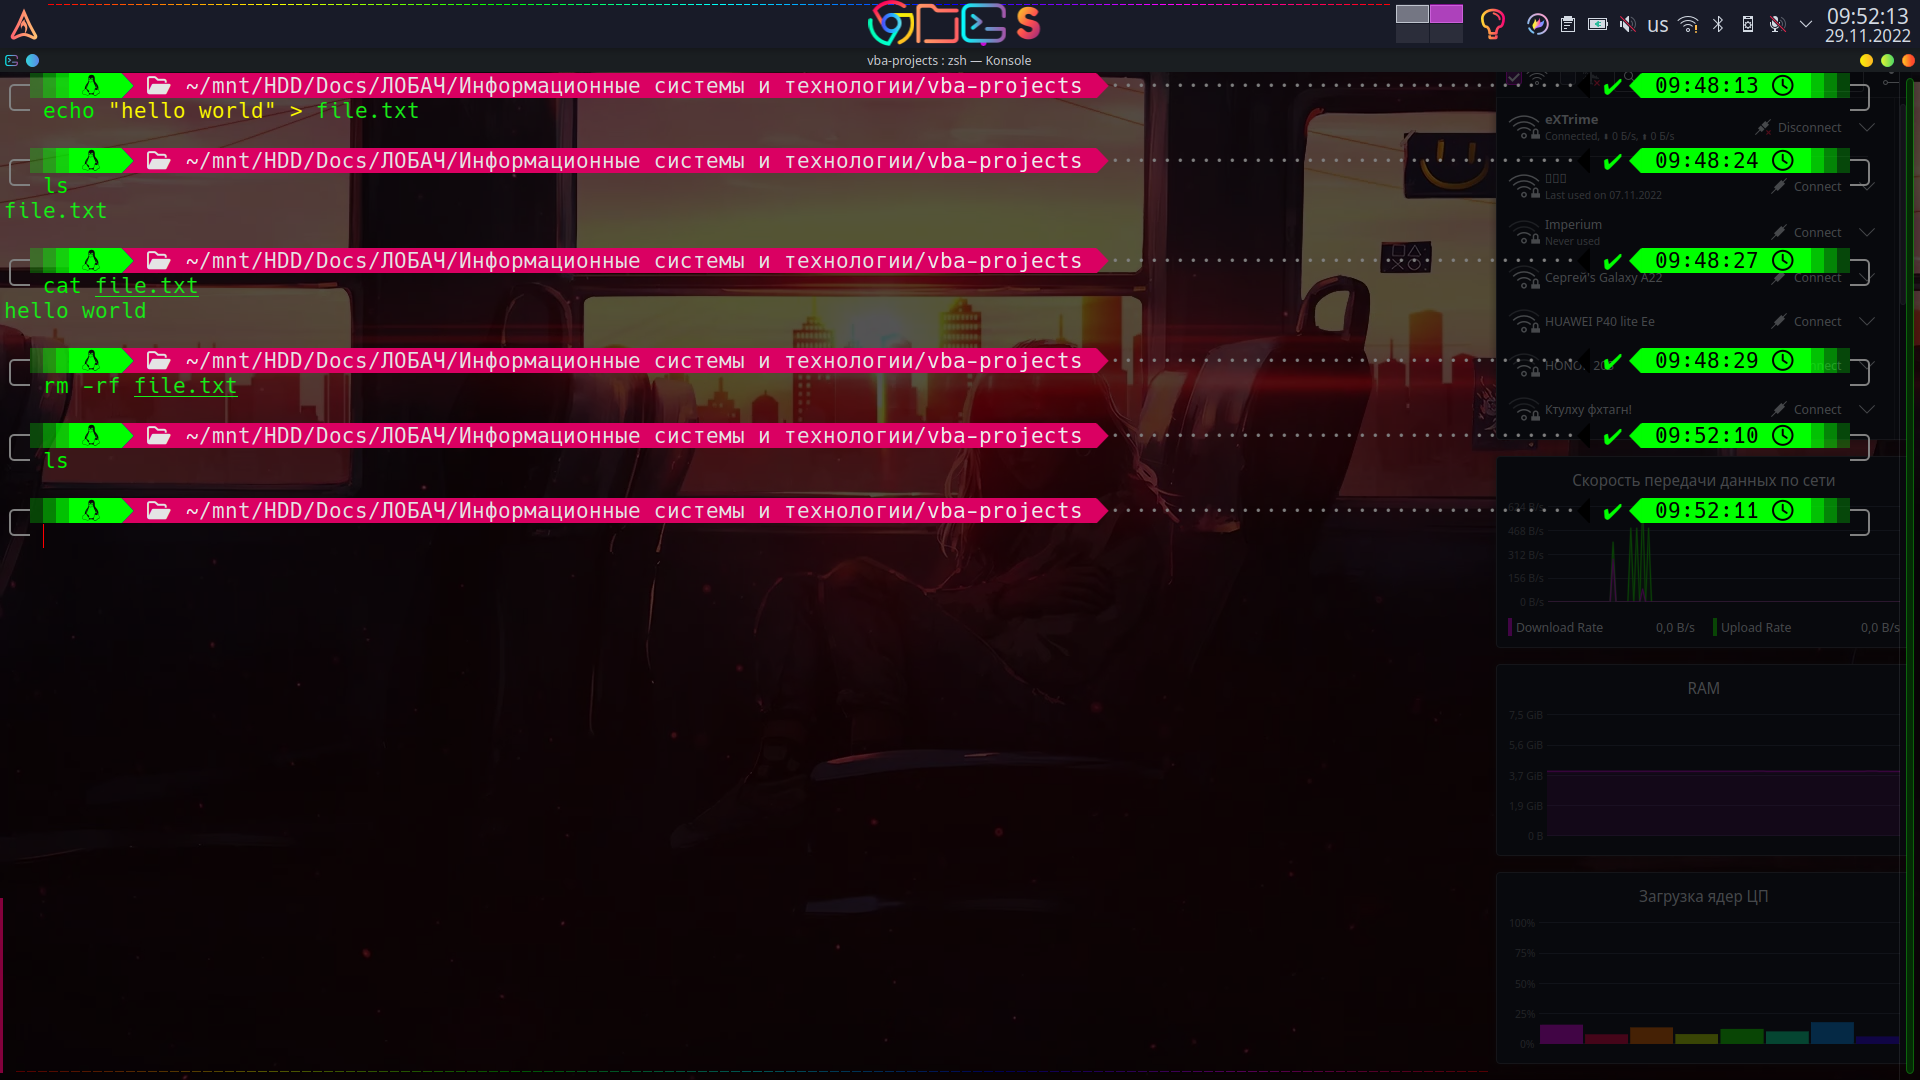 us
09:52:13
29.11.2022
vba-projects : zsh — Konsole
~/mnt/HDD/Docs/ЛОБАЧ/Информационные системы и технологии/vba-projects 09:48:13
echo "hello world" > file.txt
~/mnt/HDD/Docs/ЛОБАЧ/Информационные системы и технологии/vba-projects 09:48:24
ls
file.txt
~/mnt/HDD/Docs/ЛОБАЧ/Информационные системы и технологии/vba-projects 09:48:27
cat file.txt
hello world
~/mnt/HDD/Docs/ЛОБАЧ/Информационные системы и технологии/vba-projects 09:48:29
rm -rf file.txt
~/mnt/HDD/Docs/ЛОБАЧ/Информационные системы и технологии/vba-projects 09:52:10
ls
~/mnt/HDD/Docs/ЛОБАЧ/Информационные системы и технологии/vba-projects 09:52:11
eXTrime
Connected, 0 Б/s, 0 Б/s
Disconnect
Last used on 07.11.2022
Connect
Imperium
Never used
Connect
Сергей's Galaxy A22
Connect
HUAWEI P40 lite Ee
Connect
Ктулху фхтагн!
Connect
Скорость передачи данных по сети
468 B/s
312 B/s
156 B/s
0 B/s
Download Rate 0,0 B/s
Upload Rate 0,0 B/s
RAM
7,5 GiB
5,6 GiB
3,7 GiB
1,9 GiB
0 B
Загрузка ядер ЦП
100%
75%
50%
25%
0%